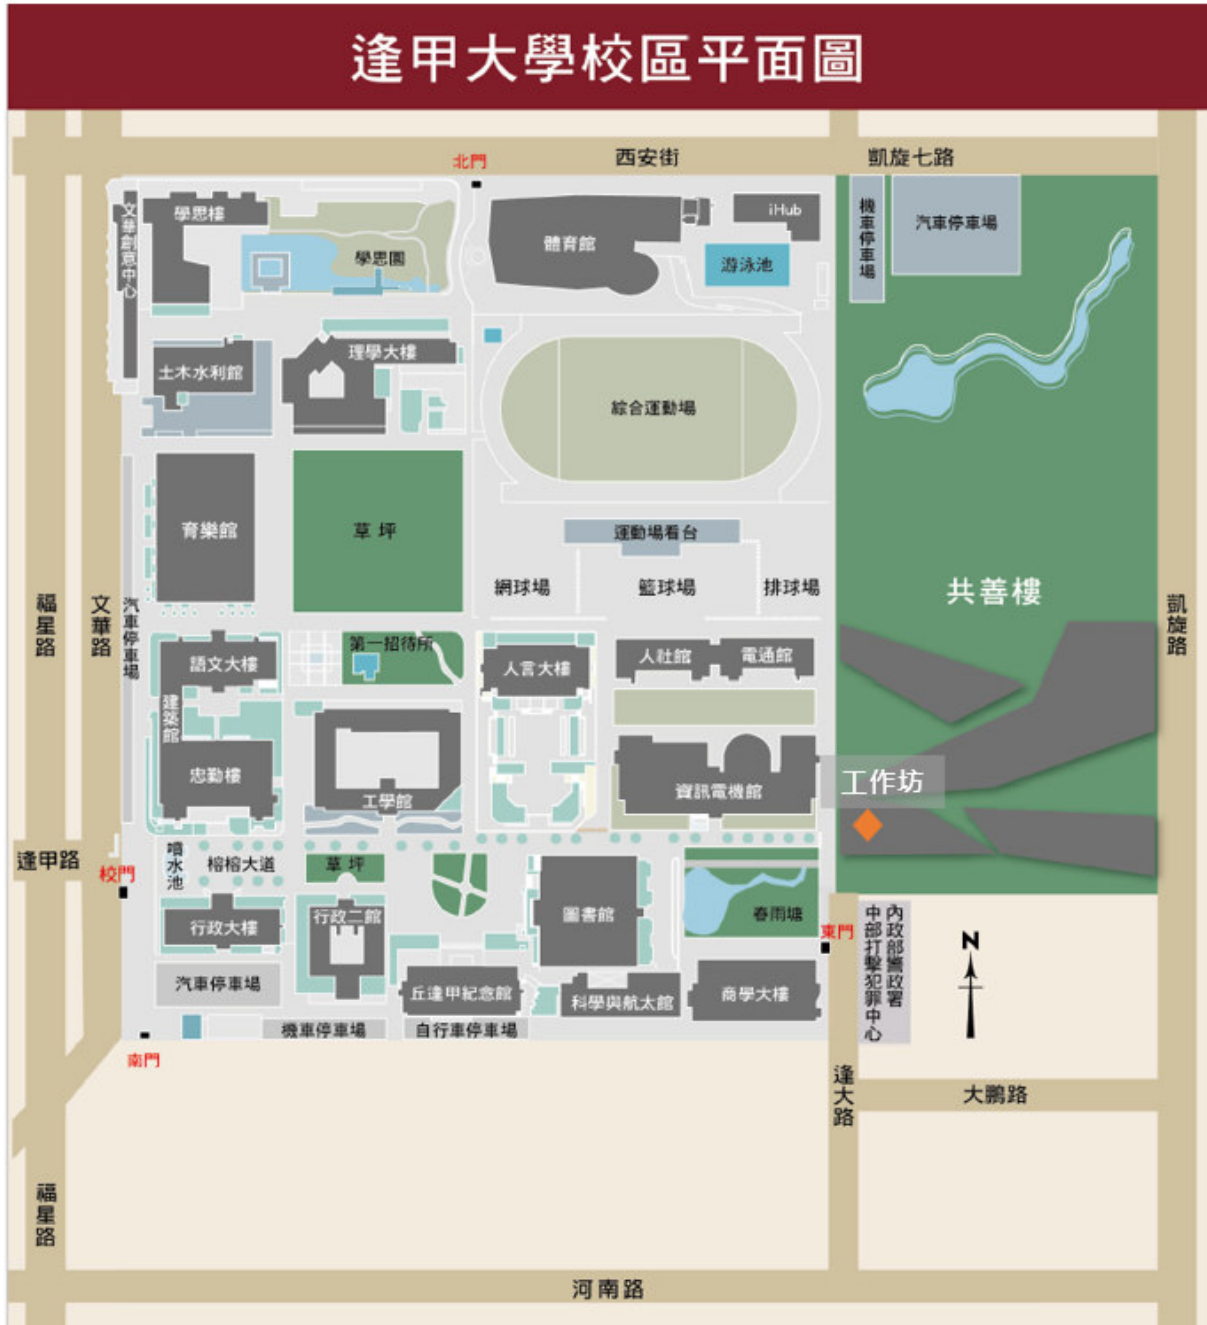 逢甲大學校區平面圖
西安街
凱旋七路
北門
文華創意中心
學思樓
學思園
體育館
iHub
游泳池
機車停車場
汽車停車場
土木水利館
理學大樓
綜合運動場
育樂館
草坪
運動場看台
網球場
籃球場
排球場
共善樓
福星路
文華路
汽車停車場
凱旋路
語文大樓
第一招待所
人言大樓
人社館
電通館
建築館
忠勤樓
工學館
資訊電機館
工作坊
逢甲路
校門
噴水池
榕榕大道
草坪
行政大樓
行政二館
圖書館
春雨塘
東門
內政部警政署
中部打擊犯罪中心
N
汽車停車場
丘逢甲紀念館
科學與航太館
商學大樓
機車停車場
自行車停車場
南門
逢大路
大鵬路
福星路
河南路